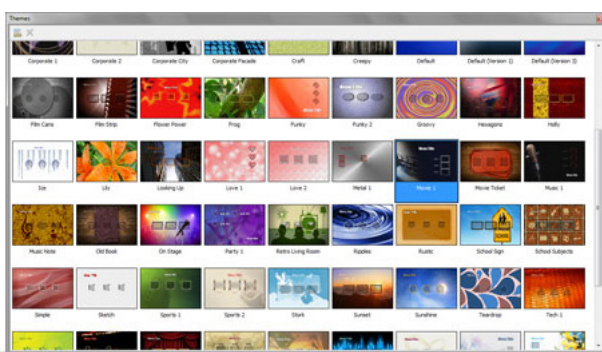 Themes
Corporate 1 Corporate 2 Corporate City Corporate Facade Craft Creepy Default Default (Version 1) Default (Version 2)
Film Cans Film Strip Flower Power Frog Funky Funky 2 Groovy Hexagons Holly
Ice Lily Looking Up Love 1 Love 2 Metal 1 Movie 1 Movie Ticket Music 1
Music Note Old Book On Stage Party 1 Retro Living Room Ripples Rustic School Sign School Subjects
Simple Sketch Sports 1 Sports 2 Stork Sunset Sunshine Teardrop Tech 1